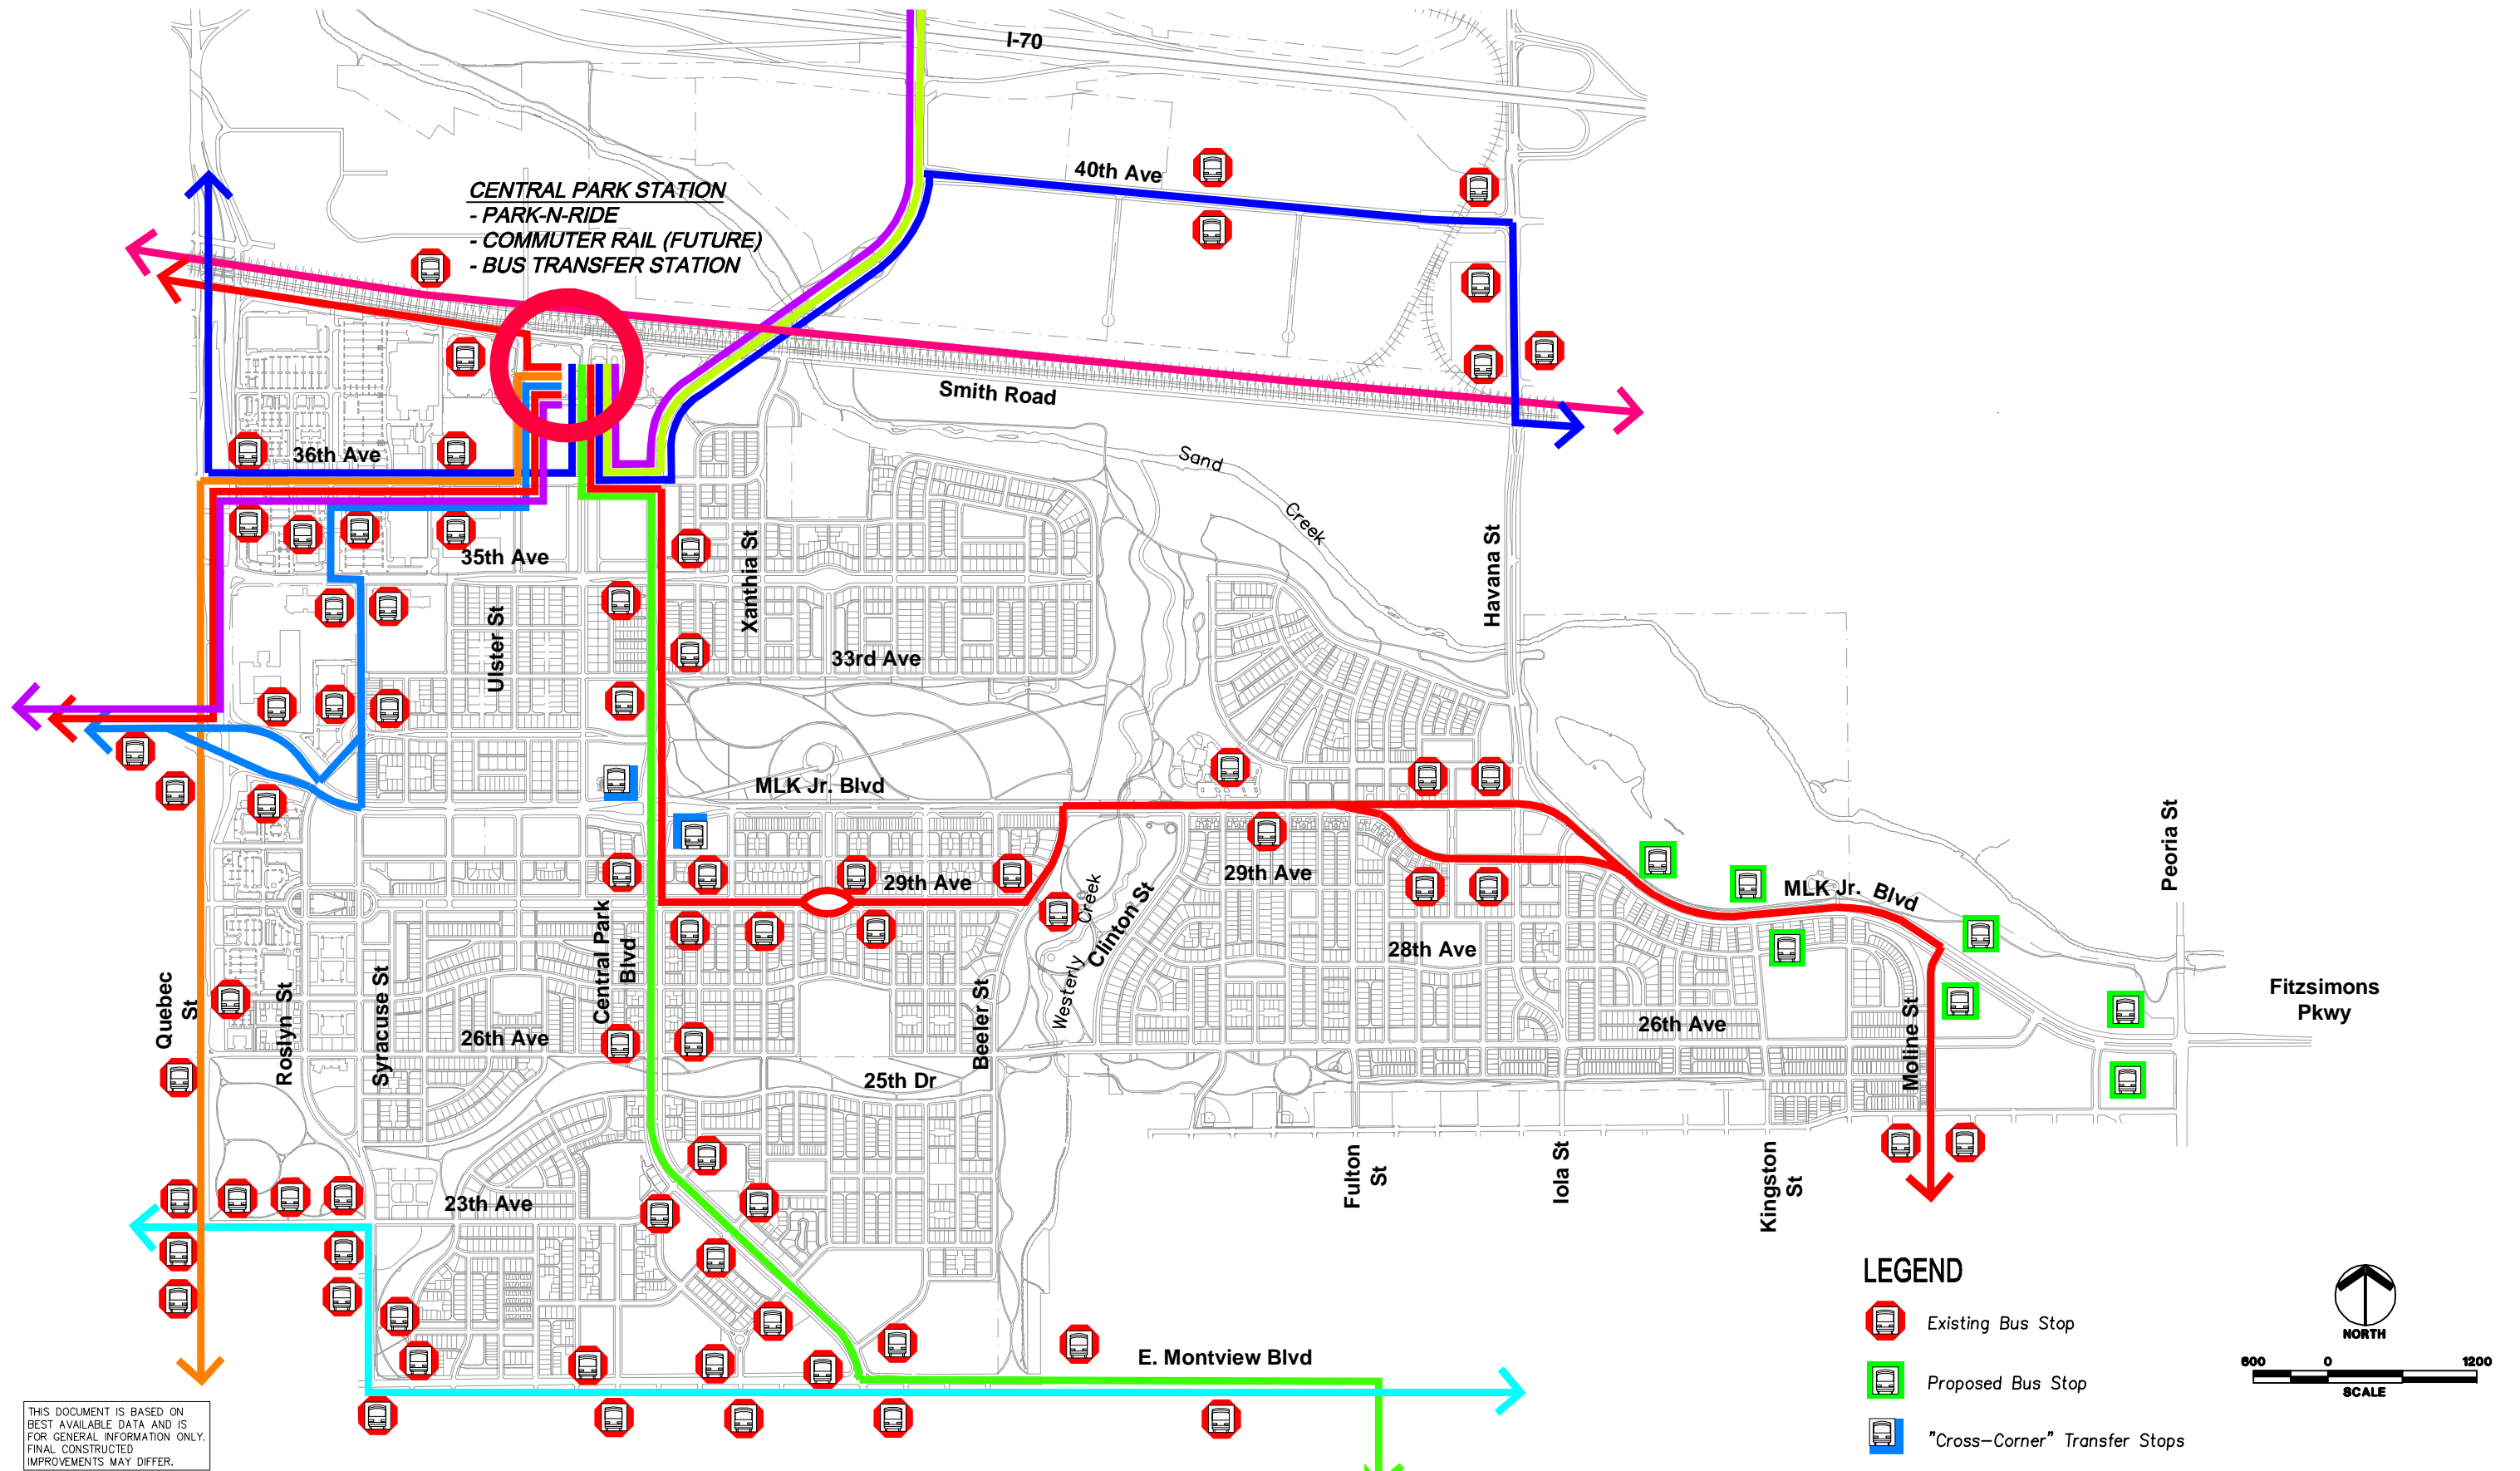 I-70
40th Ave
CENTRAL PARK STATION
- PARK-N-RIDE
- COMMUTER RAIL (FUTURE)
- BUS TRANSFER STATION
Smith Road
36th Ave
Sand
Creek
35th Ave
Xanthia St
Havana St
Ulster St
33rd Ave
MLK Jr. Blvd
Peoria St
29th Ave
29th Ave
MLK Jr. Blvd
Westerly Creek
Clinton St
Central Park
Blvd
28th Ave
Quebec
St
Roslyn St
Syracuse St
26th Ave
Beeler St
26th Ave
Moline St
Fitzsimons
Pkwy
25th Dr
Fulton
St
Iola St
Kingston
St
23th Ave
E. Montview Blvd
LEGEND
Existing Bus Stop
Proposed Bus Stop
"Cross-Corner" Transfer Stops
NORTH
600 0 1200
SCALE
THIS DOCUMENT IS BASED ON
BEST AVAILABLE DATA AND IS
FOR GENERAL INFORMATION ONLY.
FINAL CONSTRUCTED
IMPROVEMENTS MAY DIFFER.